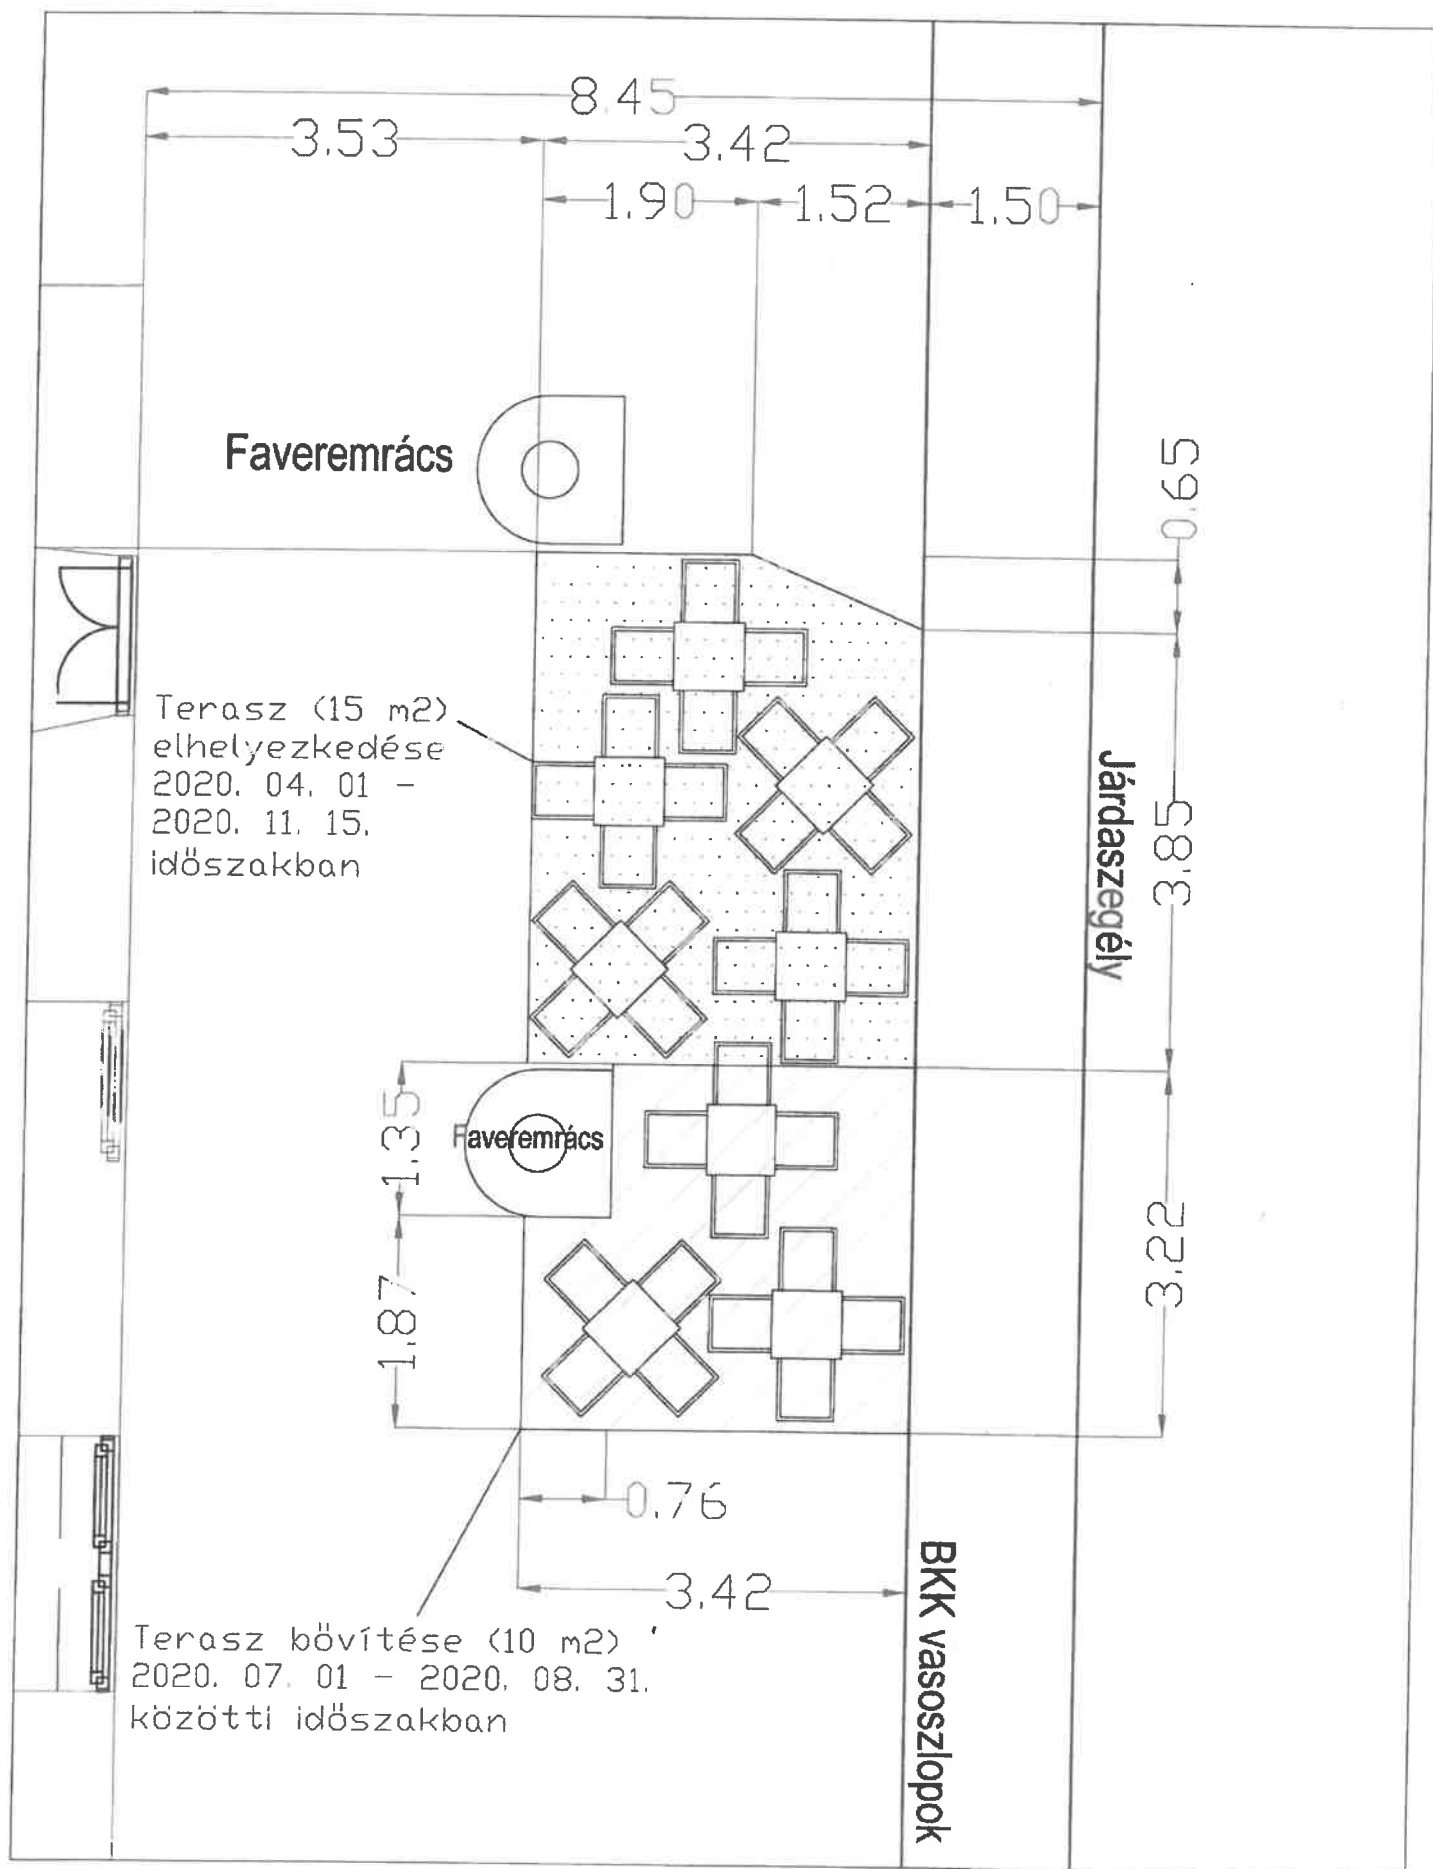 8.45
3.53
3.42
1.90
1.52
1.50
Faveremrács
0.65
Terasz (15 m2)
elhelyezkedése
2020. 04. 01 -
2020. 11. 15.
időszakban
Járdaszegély
3.85
1.35
Faveremrács
3.22
1.87
0.76
3.42
BKK vasoszlopok
Terasz bövítése (10 m2)
2020. 07. 01 - 2020. 08. 31.
közötti időszakban